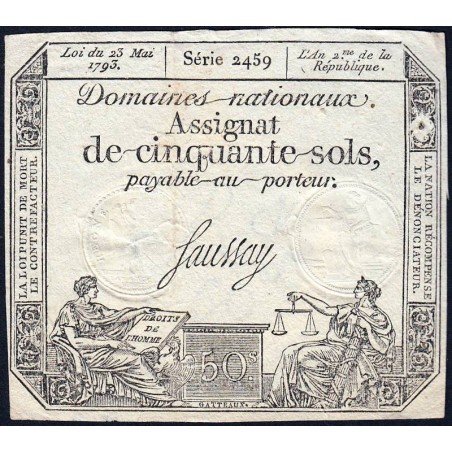 Loi du 23 Mai
1793.
Série 2459
L'An 2.me de la
République.
Domaines nationaux.
Assignat
de cinquante sols,
payable au porteur.
LA LOI PUNIT DE MORT
LE CONTREFACTEUR.
LA NATION RÉCOMPENSE
LE DÉNONCIATEUR.
Saussay
DROITS
DE
L'HOMME
50s.
GATTEAUX.